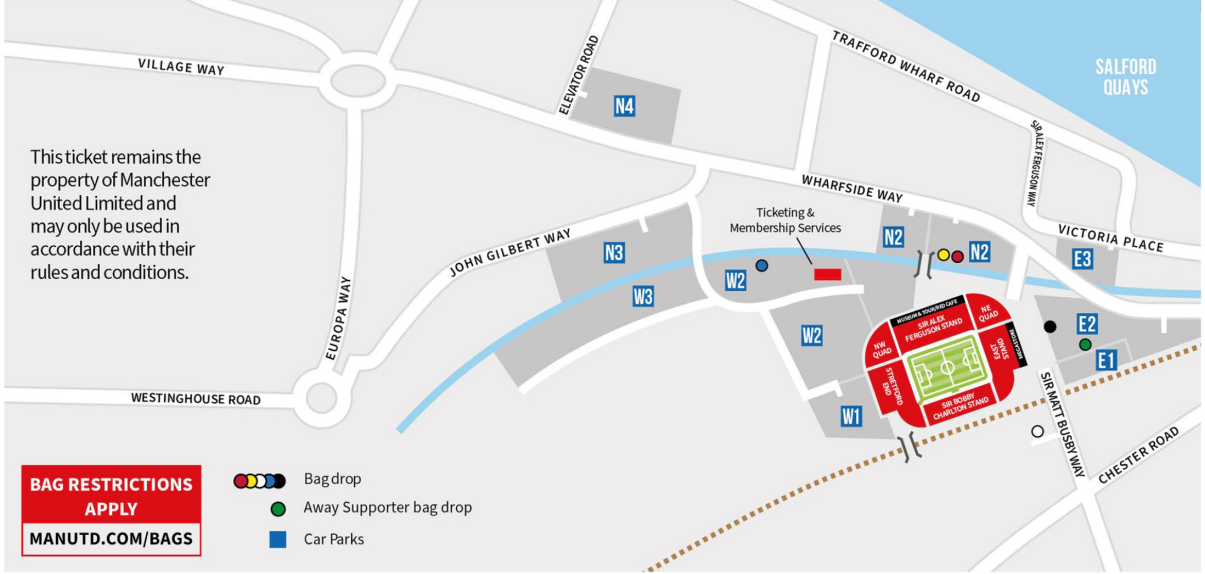 VILLAGE WAY
ELEVATOR ROAD
N4
TRAFFORD WHARF ROAD
SALFORD
QUAYS
SIR ALEX FERGUSON WAY
This ticket remains the
property of Manchester
United Limited and
may only be used in
accordance with their
rules and conditions.
WHARFSIDE WAY
VICTORIA PLACE
Ticketing &
Membership Services
JOHN GILBERT WAY
N3
W3
W2
N2
N2
E3
EUROPA WAY
W2
MUSEUM & TOUR/RED CAFE
SIR ALEX
FERGUSON STAND
NE
QUAD
NW
QUAD
EAST
STAND
MEGASTORE
STRETFORD
END
SIR BOBBY
CHARLTON STAND
E2
E1
W1
WESTINGHOUSE ROAD
SIR MATT BUSBY WAY
CHESTER ROAD
BAG RESTRICTIONS
APPLY
MANUTD.COM/BAGS
Bag drop
Away Supporter bag drop
Car Parks